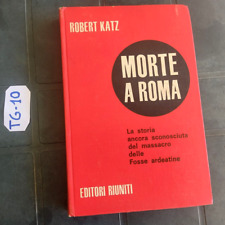 ROBERT KATZ
MORTE
A ROMA
La storia
ancora sconosciuta
del massacro
delle
Fosse ardeatine
EDITORI RIUNITI
TG-10